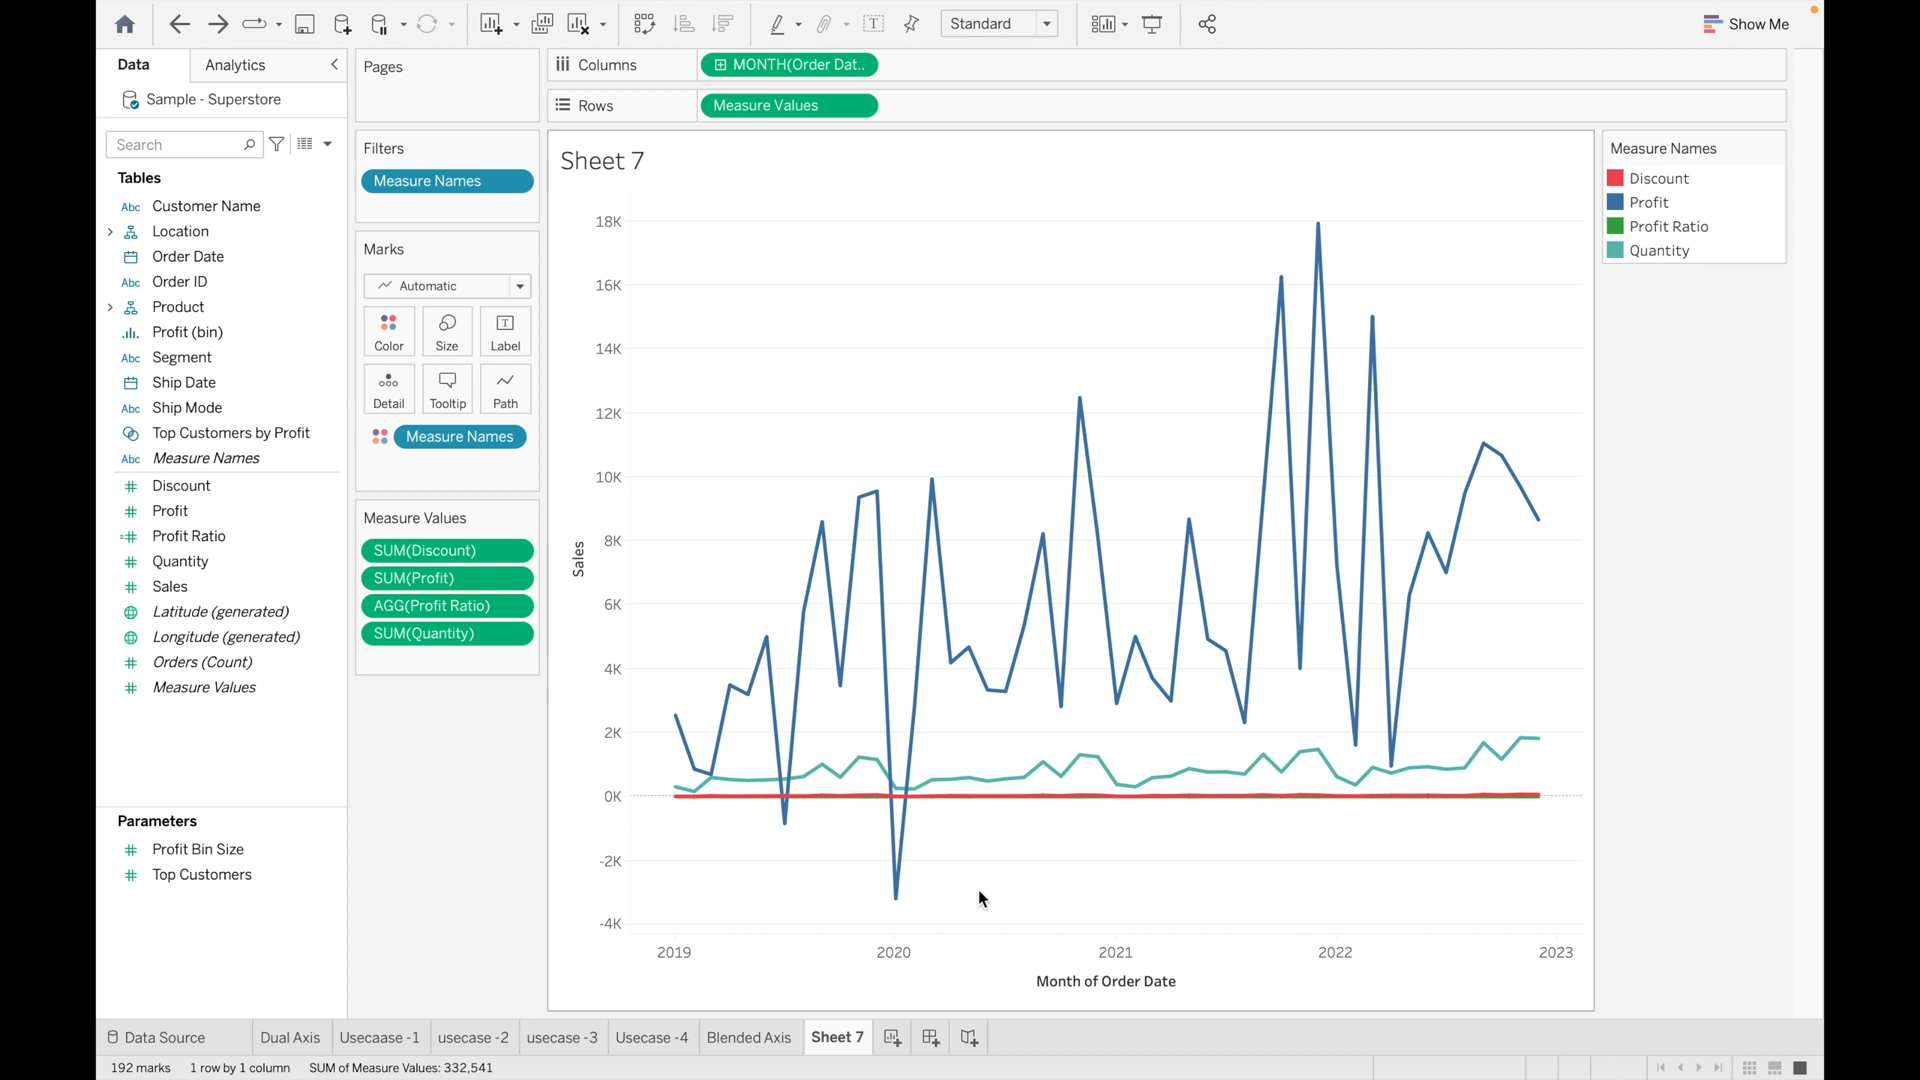 Standard
Show Me
Data
Analytics
Sample - Superstore
Search
Tables
Abc Customer Name
Location
Order Date
Abc Order ID
Product
Profit (bin)
Abc Segment
Ship Date
Abc Ship Mode
Top Customers by Profit
Abc Measure Names
Discount
Profit
Profit Ratio
Quantity
Sales
Latitude (generated)
Longitude (generated)
Orders (Count)
Measure Values
Parameters
Profit Bin Size
Top Customers
Pages
Filters
Measure Names
Marks
Automatic
Color
Size
Label
Detail
Tooltip
Path
Measure Names
Measure Values
SUM(Discount)
SUM(Profit)
AGG(Profit Ratio)
SUM(Quantity)
Columns
MONTH(Order Dat..
Rows
Measure Values
Sheet 7
18K
16K
14K
12K
10K
8K
6K
4K
2K
0K
-2K
-4K
Sales
2019
2020
2021
2022
2023
Month of Order Date
Measure Names
Discount
Profit
Profit Ratio
Quantity
Data Source
Dual Axis
Usecaase -1
usecase -2
usecase -3
Usecase -4
Blended Axis
Sheet 7
192 marks
1 row by 1 column
SUM of Measure Values: 332,541